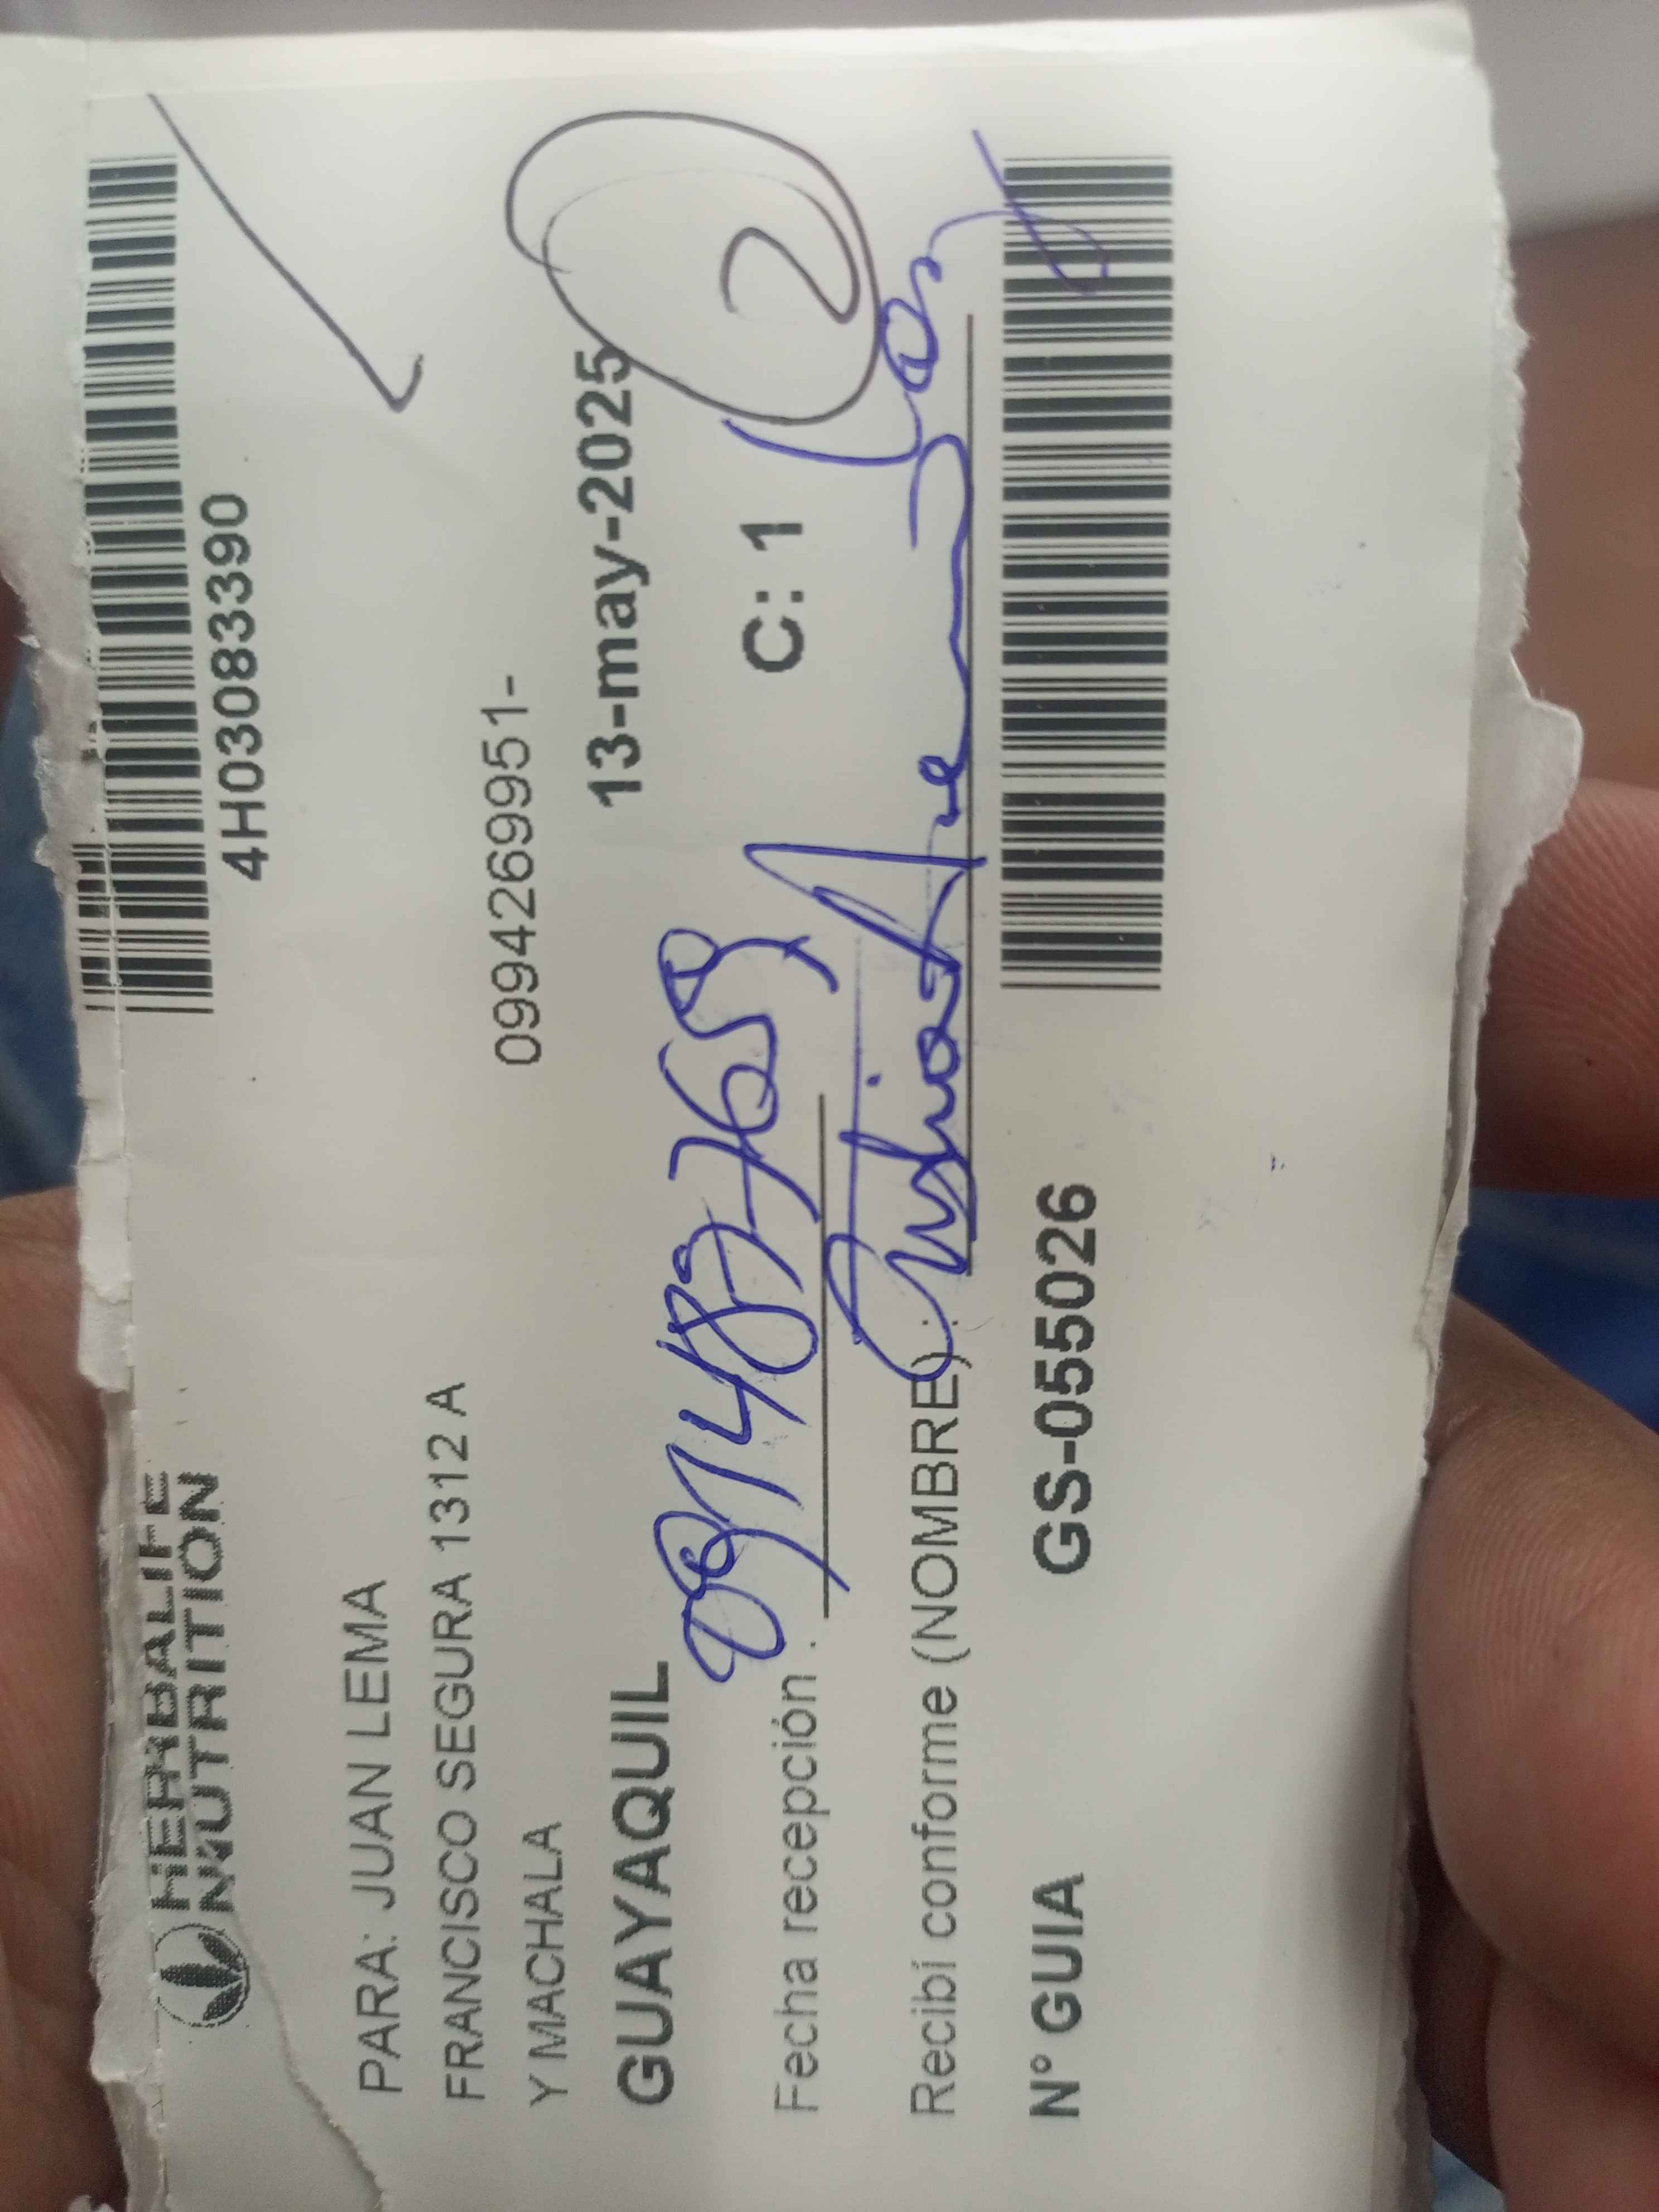 HERBALIFE
NUTRITION
4H03083390
PARA: JUAN LEMA
FRANCISCO SEGURA 1312 A
Y MACHALA
0994269951-
GUAYAQUIL
13-may-2025
2
Fecha recepción :
C: 1
Recibí conforme (NOMBRE) :
N° GUIA GS-055026